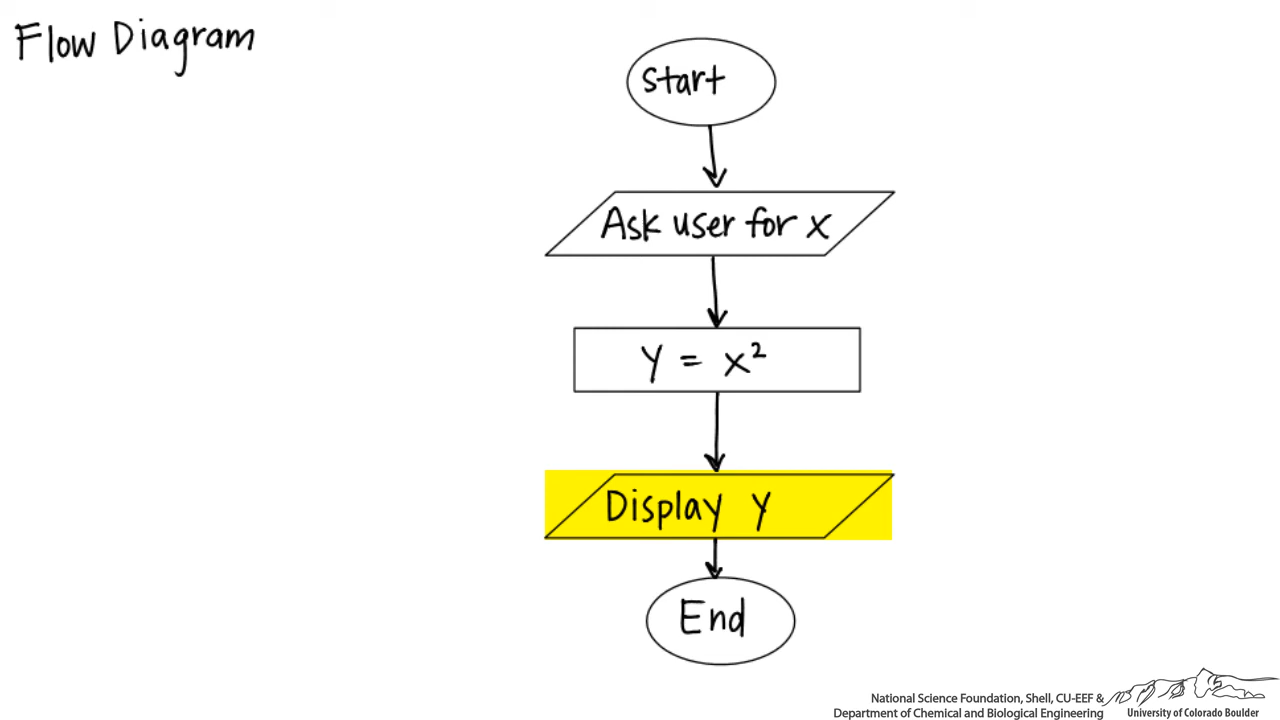 Flow Diagram
Start
Ask user for x
Y = x²
Display Y
End
National Science Foundation, Shell, CU-EEF &
Department of Chemical and Biological Engineering
University of Colorado Boulder